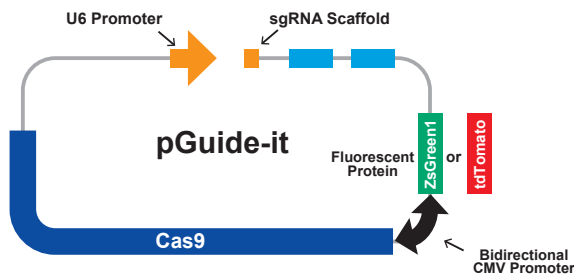 U6 Promoter
sgRNA Scaffold
pGuide-it
Fluorescent
Protein
ZsGreen1
or
tdTomato
Cas9
Bidirectional
CMV Promoter